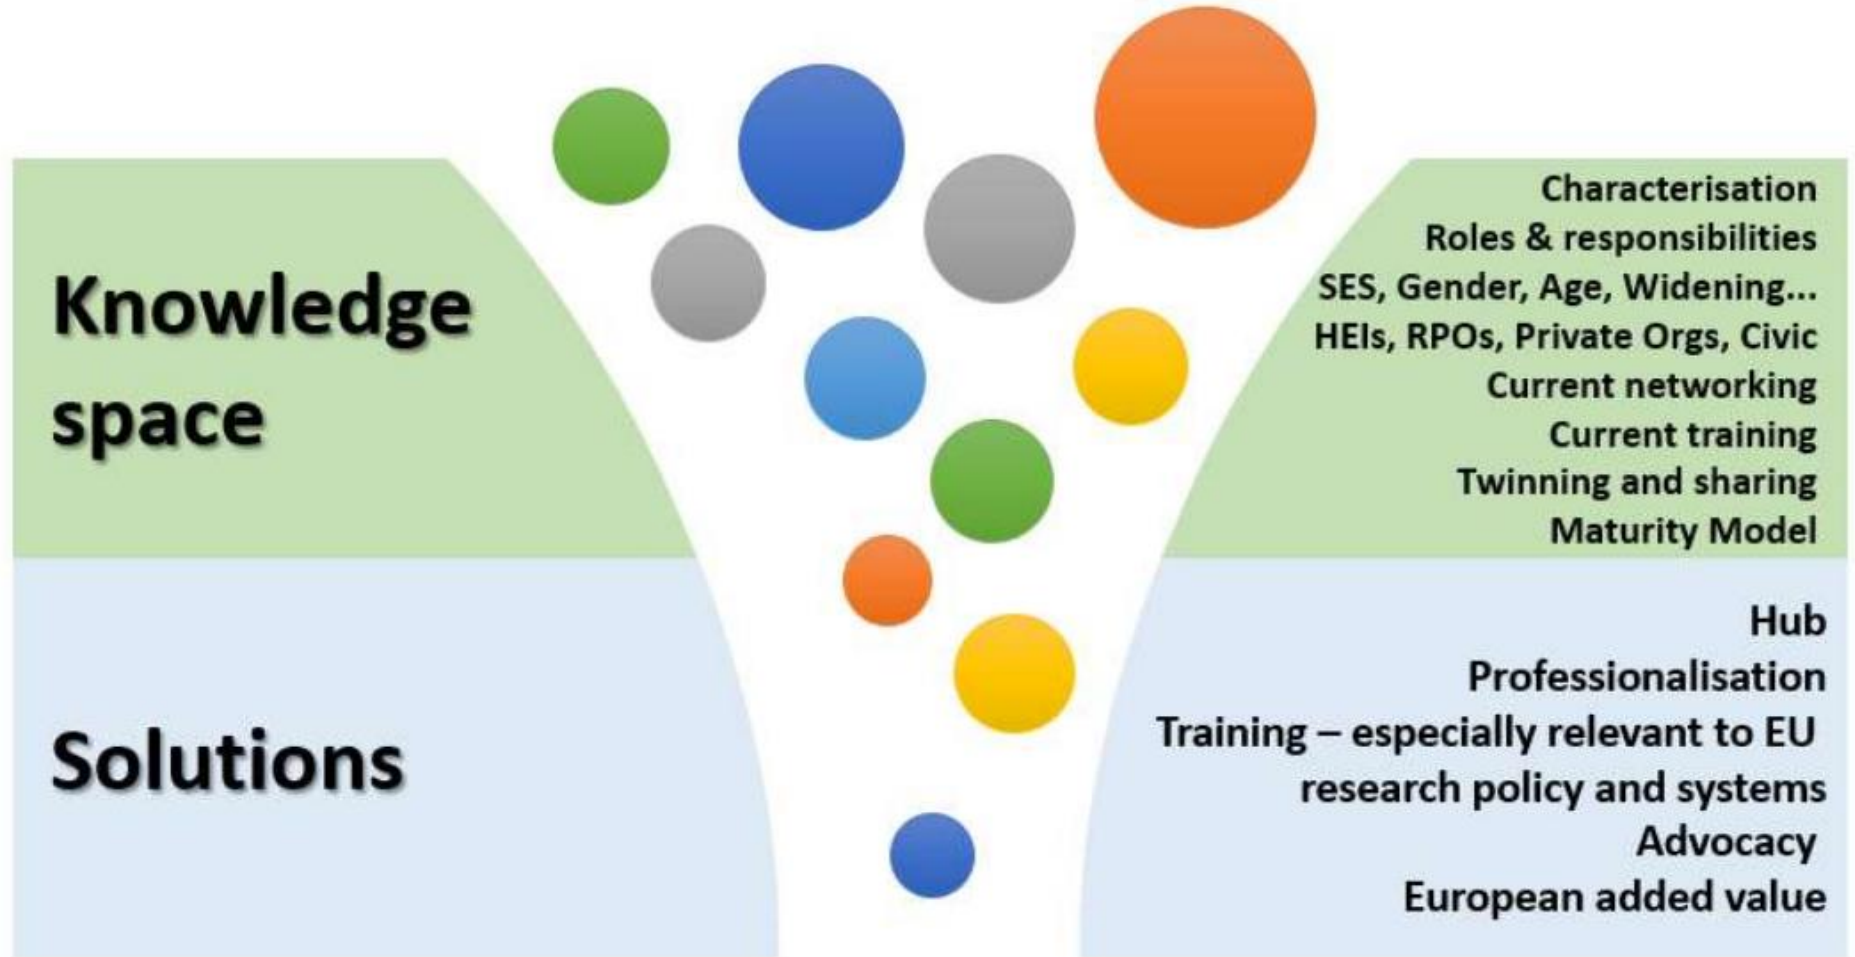 Knowledge
space
Characterisation
Roles & responsibilities
SES, Gender, Age, Widening...
HEIs, RPOs, Private Orgs, Civic
Current networking
Current training
Twinning and sharing
Maturity Model
Solutions
Hub
Professionalisation
Training – especially relevant to EU
research policy and systems
Advocacy
European added value